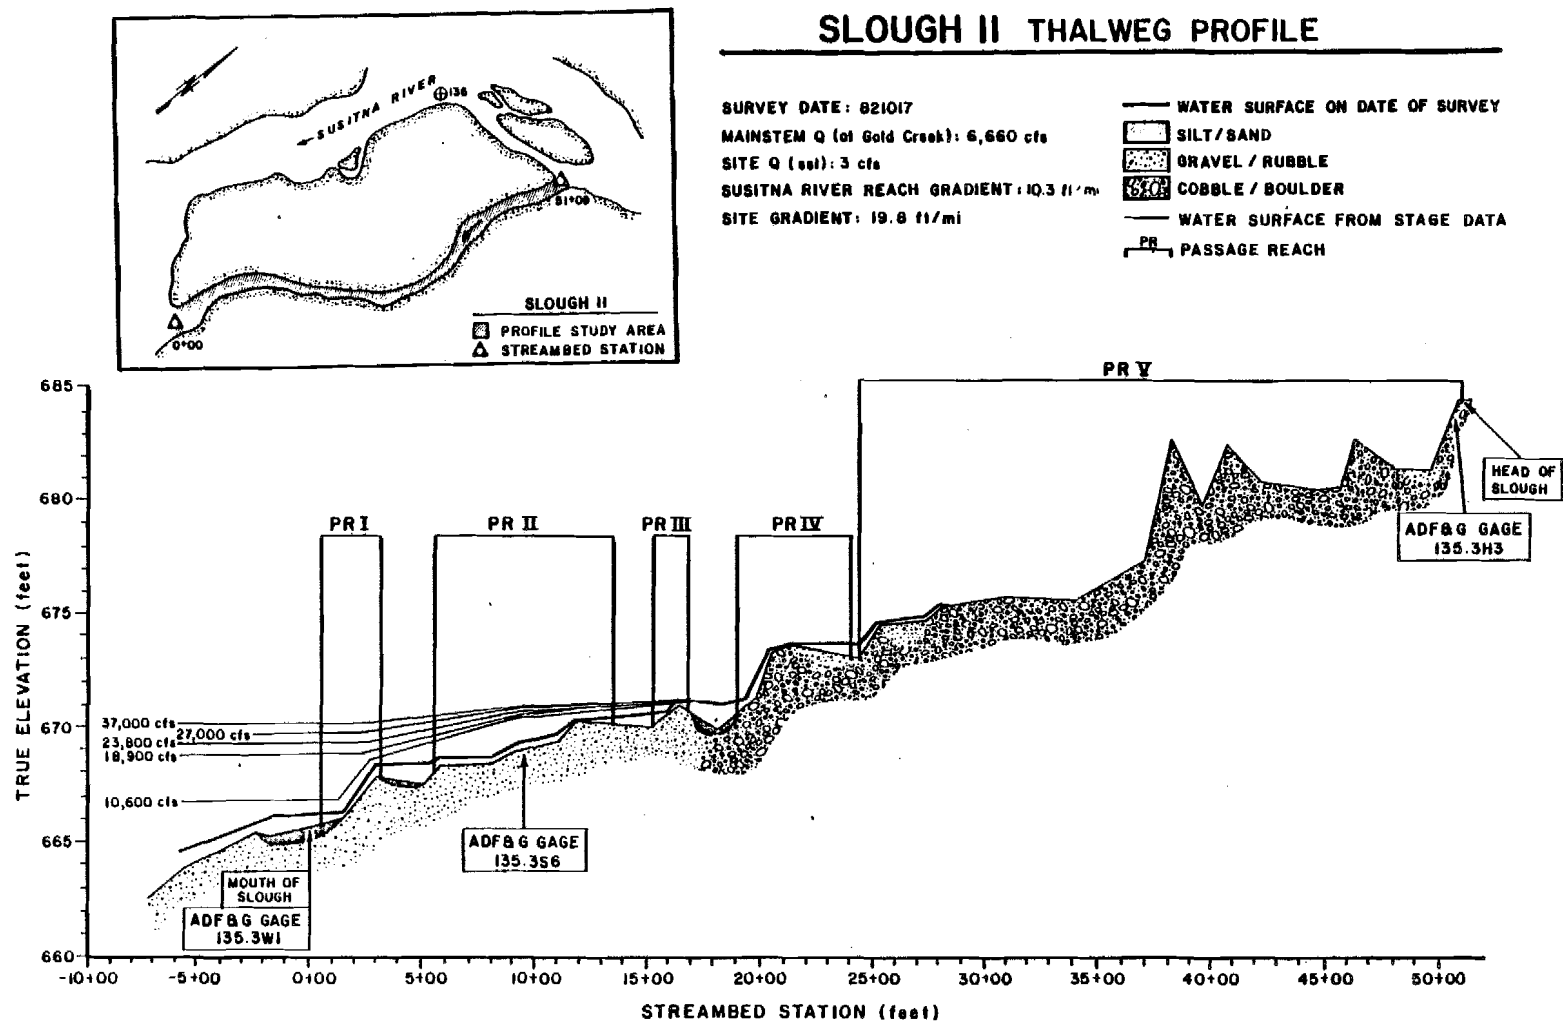 SLOUGH 11 THALWEG PROFILE
SUSITNA RIVER
136
51+08
SLOUGH 11
PROFILE STUDY AREA
STREAMBED STATION
0+00
SURVEY DATE: 821017
MAINSTEM Q (at Gold Creek): 6,660 cfs
SITE Q (est): 3 cfs
SUSITNA RIVER REACH GRADIENT: 10.3 ft/mi
SITE GRADIENT: 19.8 ft/mi
WATER SURFACE ON DATE OF SURVEY
SILT/SAND
GRAVEL / RUBBLE
COBBLE / BOULDER
WATER SURFACE FROM STAGE DATA
PR PASSAGE REACH
PR V
685
680
675
670
665
660
TRUE ELEVATION (feet)
PR I
PR II
PR III
PR IV
HEAD OF
SLOUGH
ADF&G GAGE
135.3H3
37,000 cfs
27,000 cfs
23,800 cfs
18,900 cfs
10,600 cfs
ADF&G GAGE
135.3S6
MOUTH OF
SLOUGH
ADF&G GAGE
135.3W1
-10+00 -5+00 0+00 5+00 10+00 15+00 20+00 25+00 30+00 35+00 40+00 45+00 50+00
STREAMBED STATION (feet)